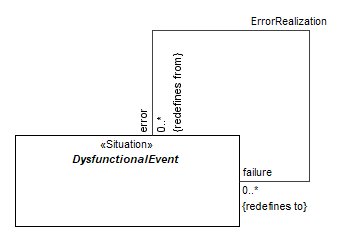 ErrorRealization
error
0..*
{redefines from}
«Situation»
DysfunctionalEvent
failure
0..*
{redefines to}